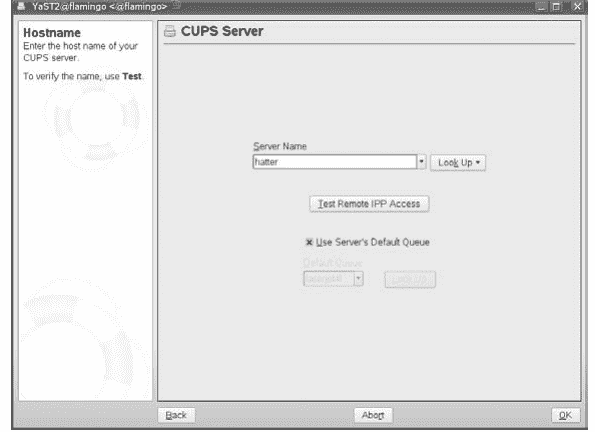 YaST2@flamingo <@flamingo>
Hostname
Enter the host name of your
CUPS server.
To verify the name, use Test.
CUPS Server
Server Name
hatter
Look Up
Test Remote IPP Access
Use Server's Default Queue
Default Queue
Look Up
Back
Abort
OK